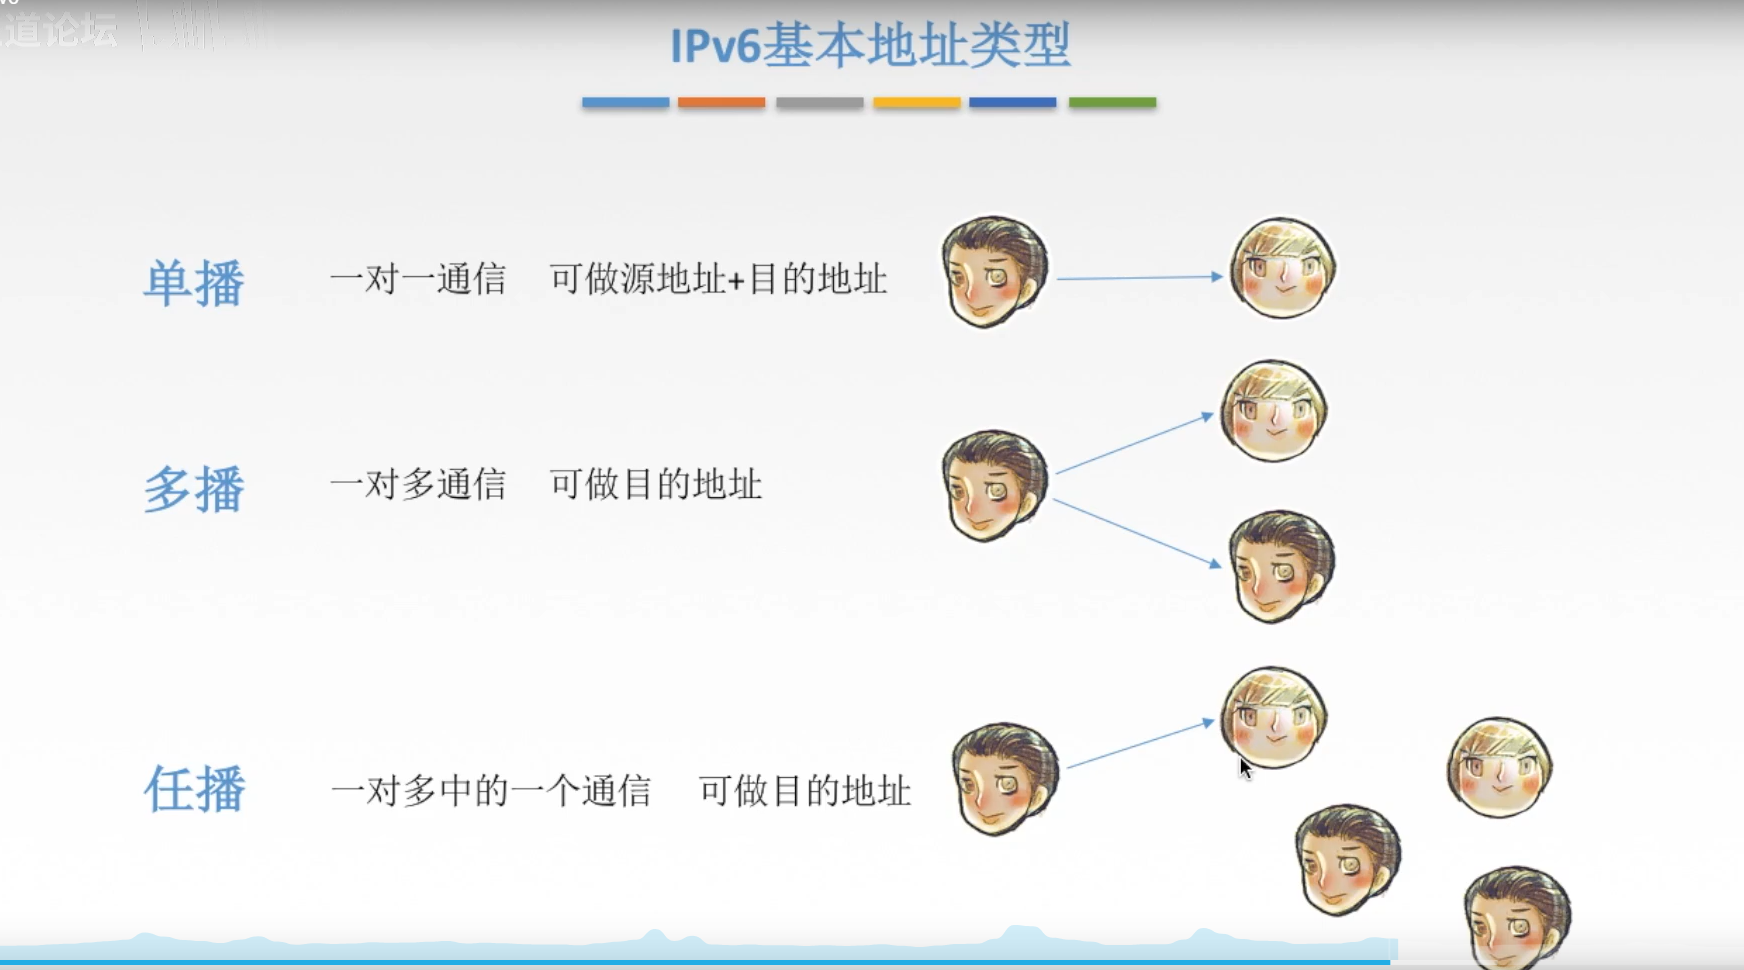 道论坛
IPv6基本地址类型
单播 一对一通信 可做源地址+目的地址
多播 一对多通信 可做目的地址
任播 一对多中的一个通信 可做目的地址